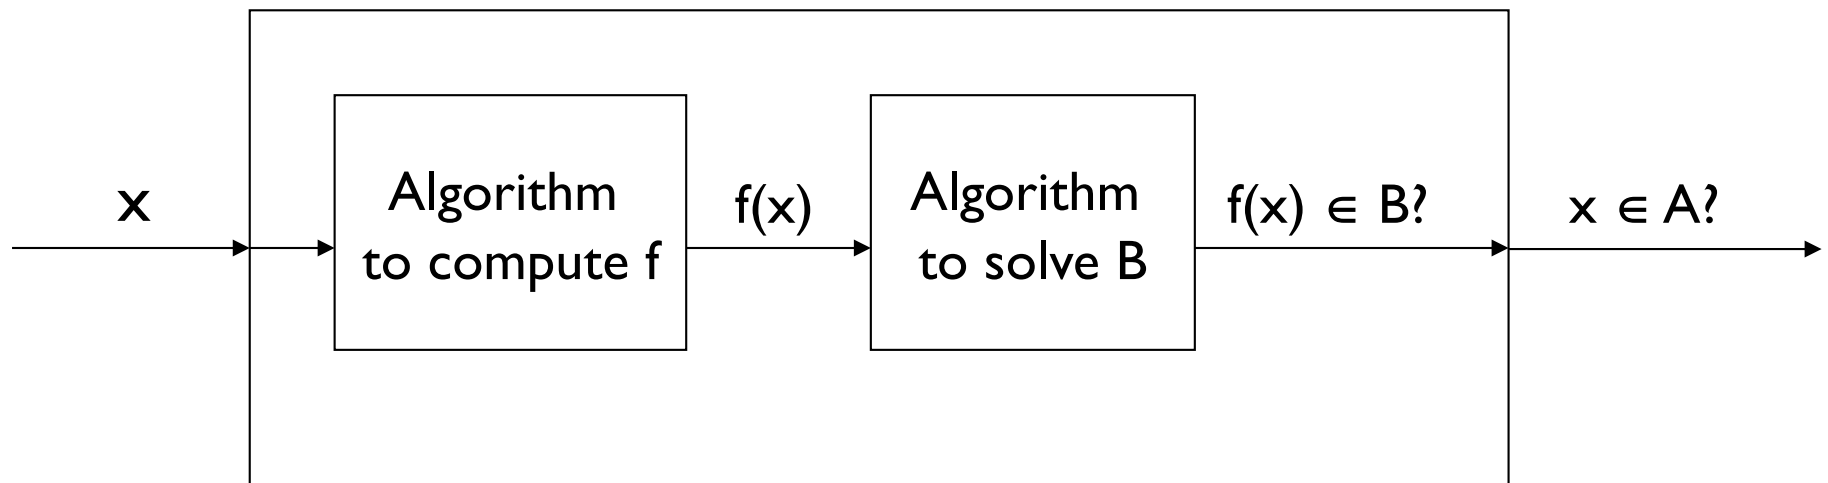 x
Algorithm
to compute f
f(x)
Algorithm
to solve B
f(x) ∈ B?
x ∈ A?